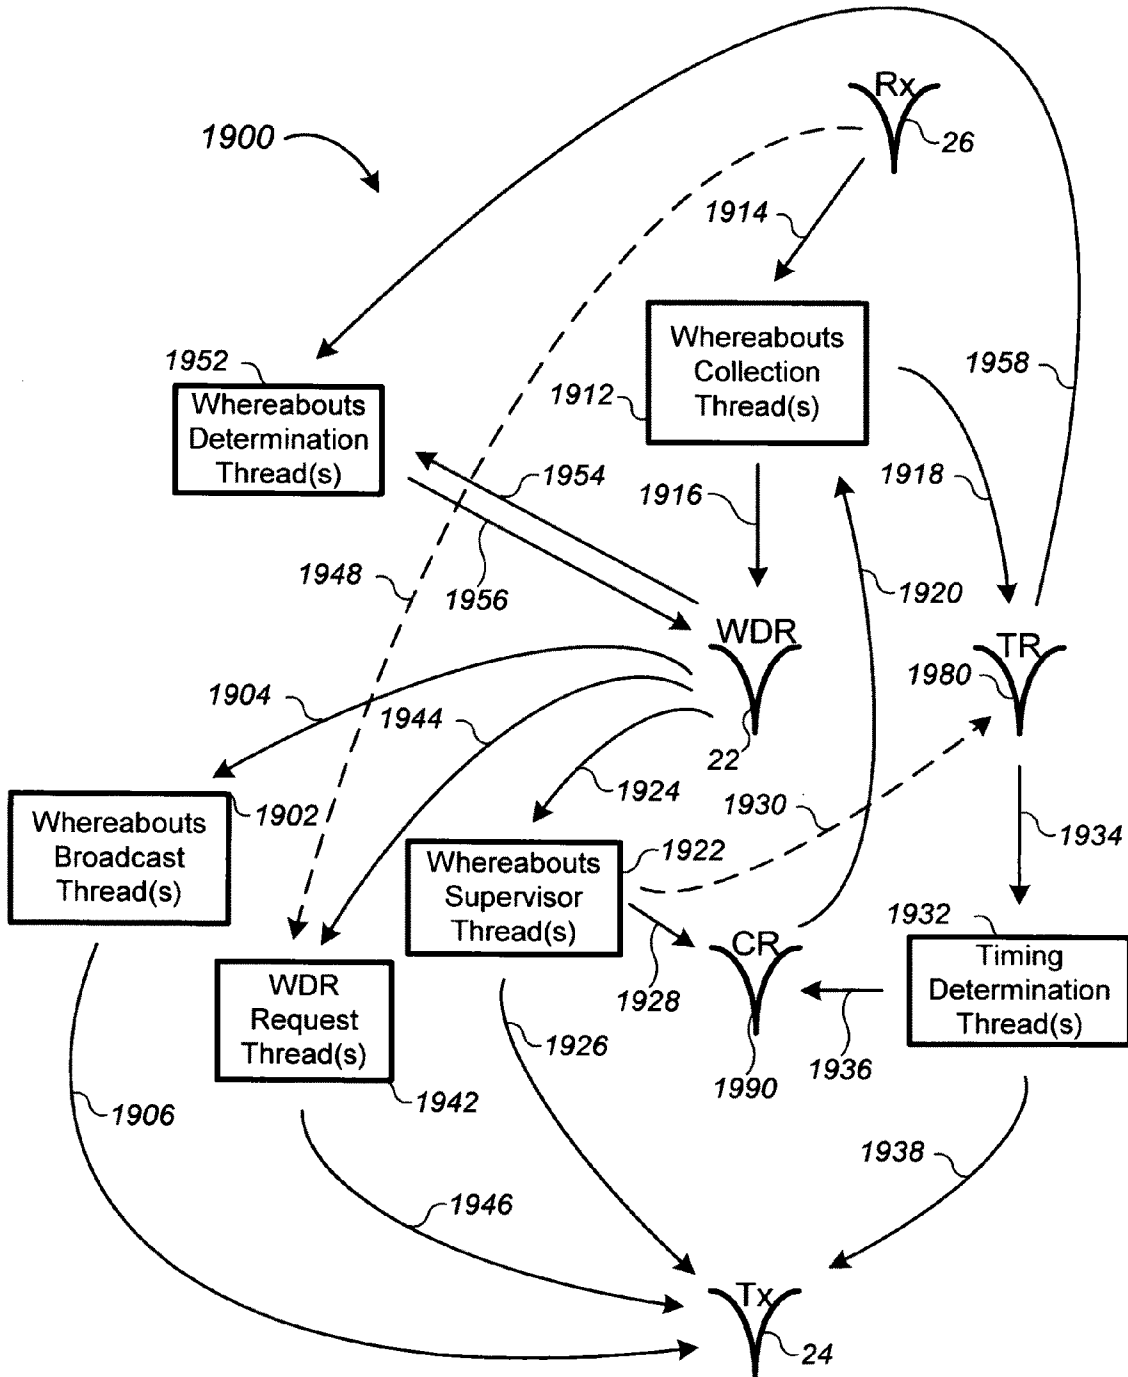 Rx
1900
26
1914
Whereabouts
Collection
Thread(s)
1952
1912
1958
Whereabouts
Determination
Thread(s)
1954
1916
1918
1948
1956
1920
WDR
TR
1904
1944
1980
22
1924
1930
1902
Whereabouts
Broadcast
Thread(s)
1922
1934
Whereabouts
Supervisor
Thread(s)
1932
CR
Timing
Determination
Thread(s)
WDR
Request
Thread(s)
1928
1926
1936
1990
1942
1906
1938
1946
Tx
24